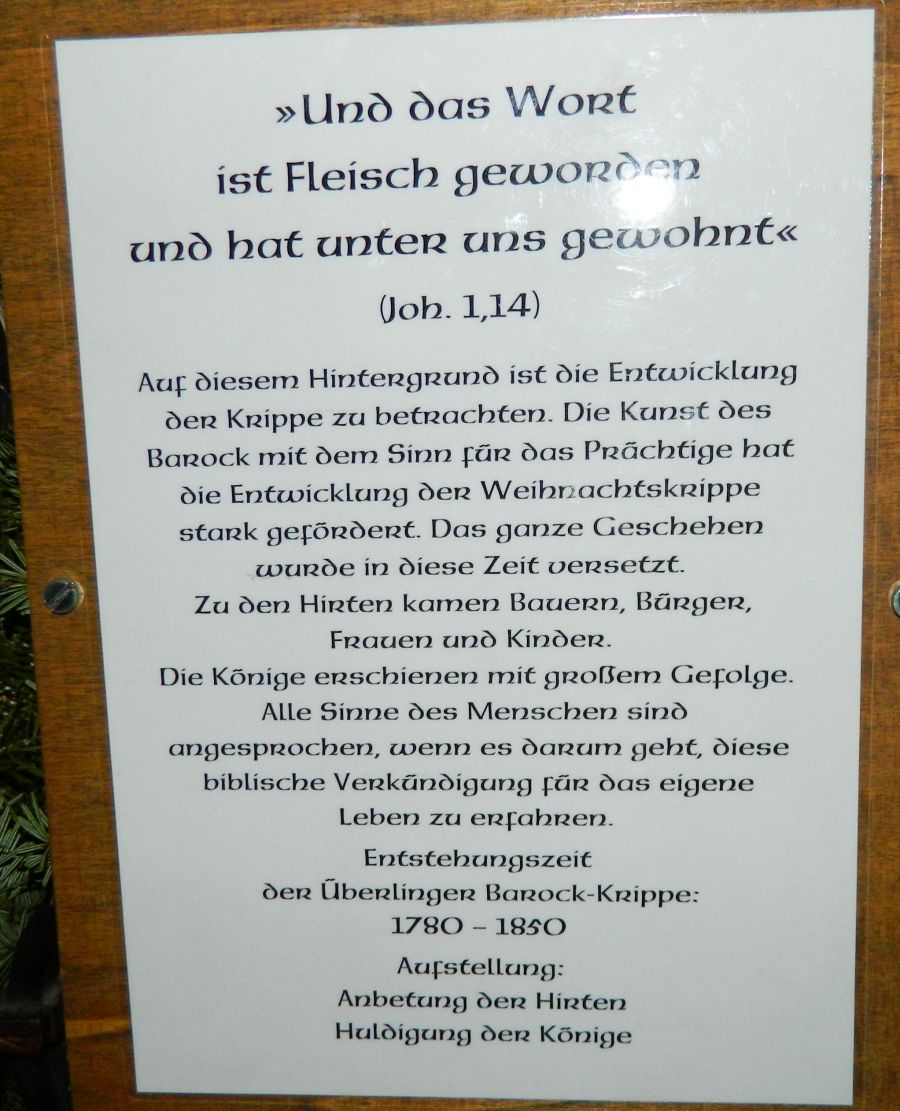 »Und das Wort
ist Fleisch geworden
und hat unter uns gewohnt«
(Joh. 1,14)
Auf diesem Hintergrund ist die Entwicklung
der Krippe zu betrachten. Die Kunst des
Barock mit dem Sinn für das Prächtige hat
die Entwicklung der Weihnachtskrippe
stark gefördert. Das ganze Geschehen
wurde in diese Zeit versetzt.
Zu den Hirten kamen Bauern, Bürger,
Frauen und Kinder.
Die Könige erschienen mit großem Gefolge.
Alle Sinne des Menschen sind
angesprochen, wenn es darum geht, diese
biblische Verkündigung für das eigene
Leben zu erfahren.
Entstehungszeit
der Überlinger Barock-Krippe:
1780 – 1850
Aufstellung:
Anbetung der Hirten
Huldigung der Könige